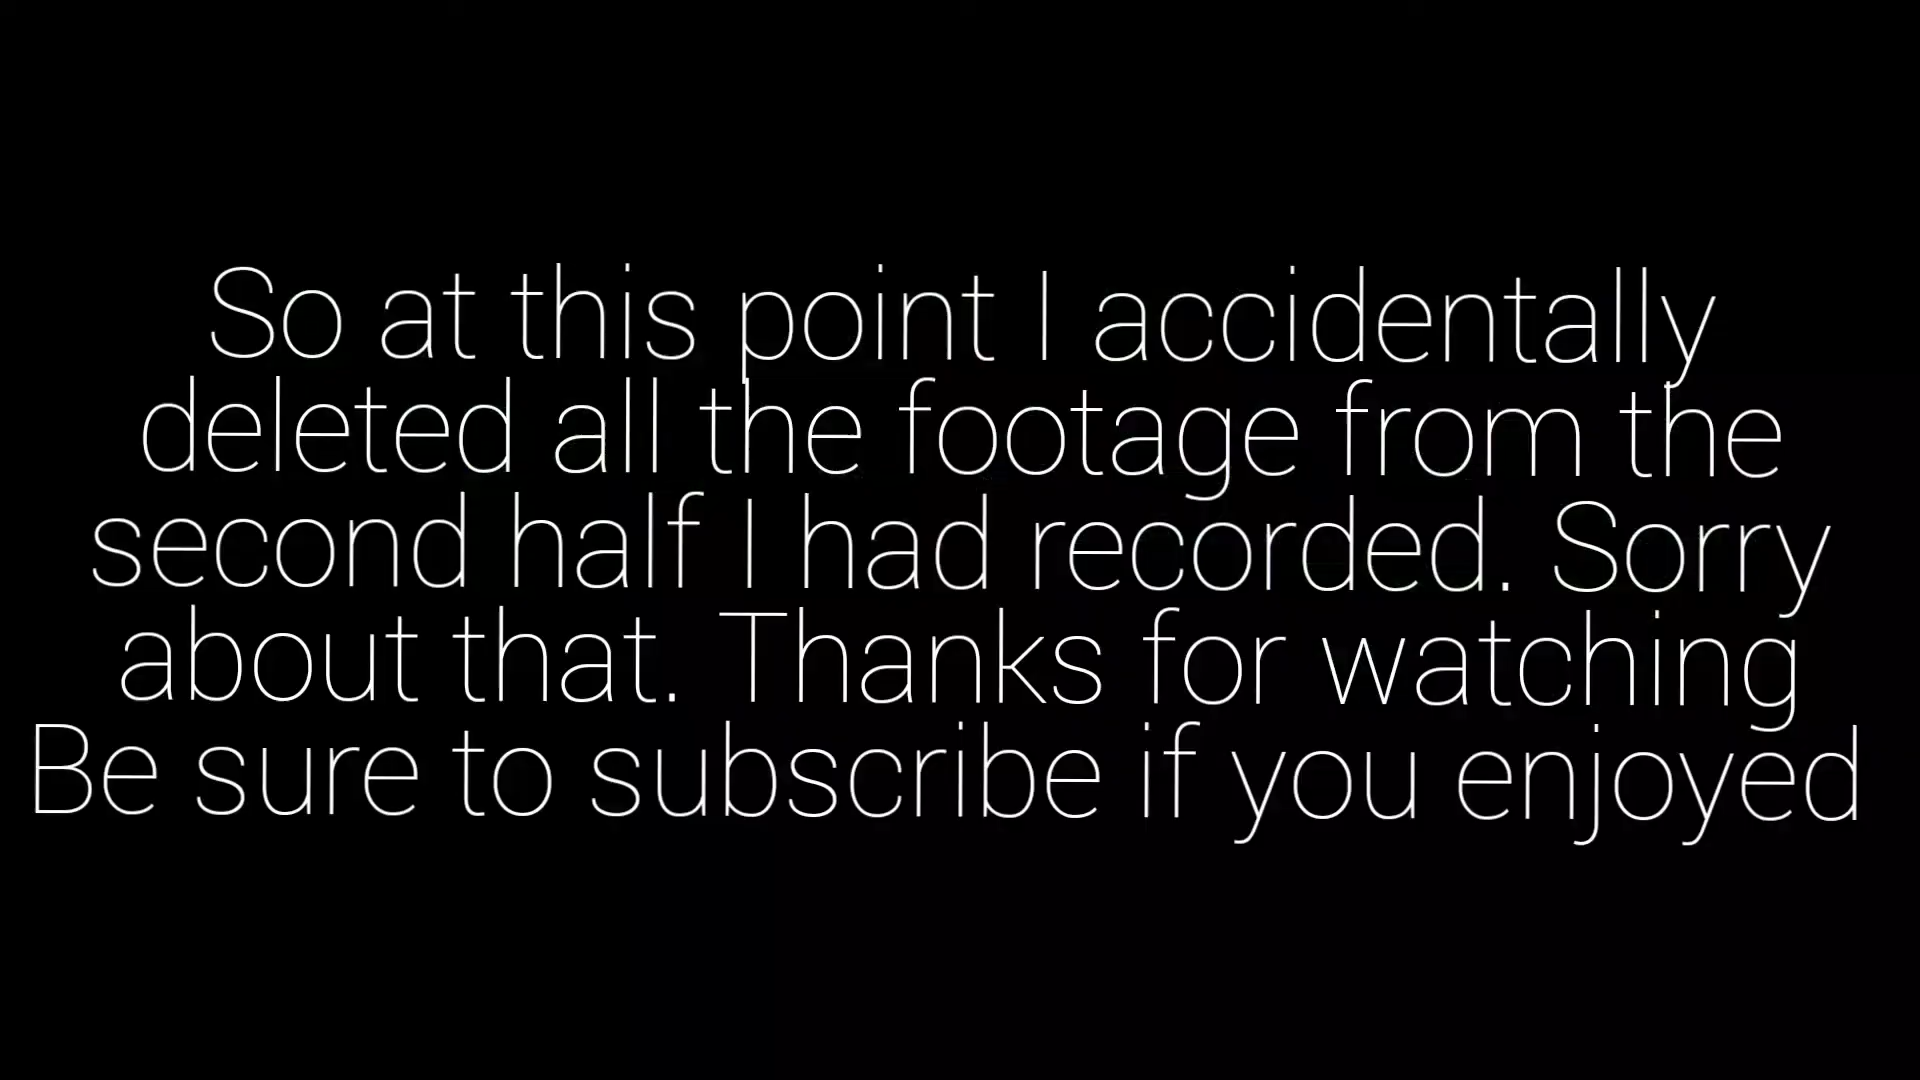 So at this point I accidentally
deleted all the footage from the
second half I had recorded. Sorry
about that. Thanks for watching
Be sure to subscribe if you enjoyed